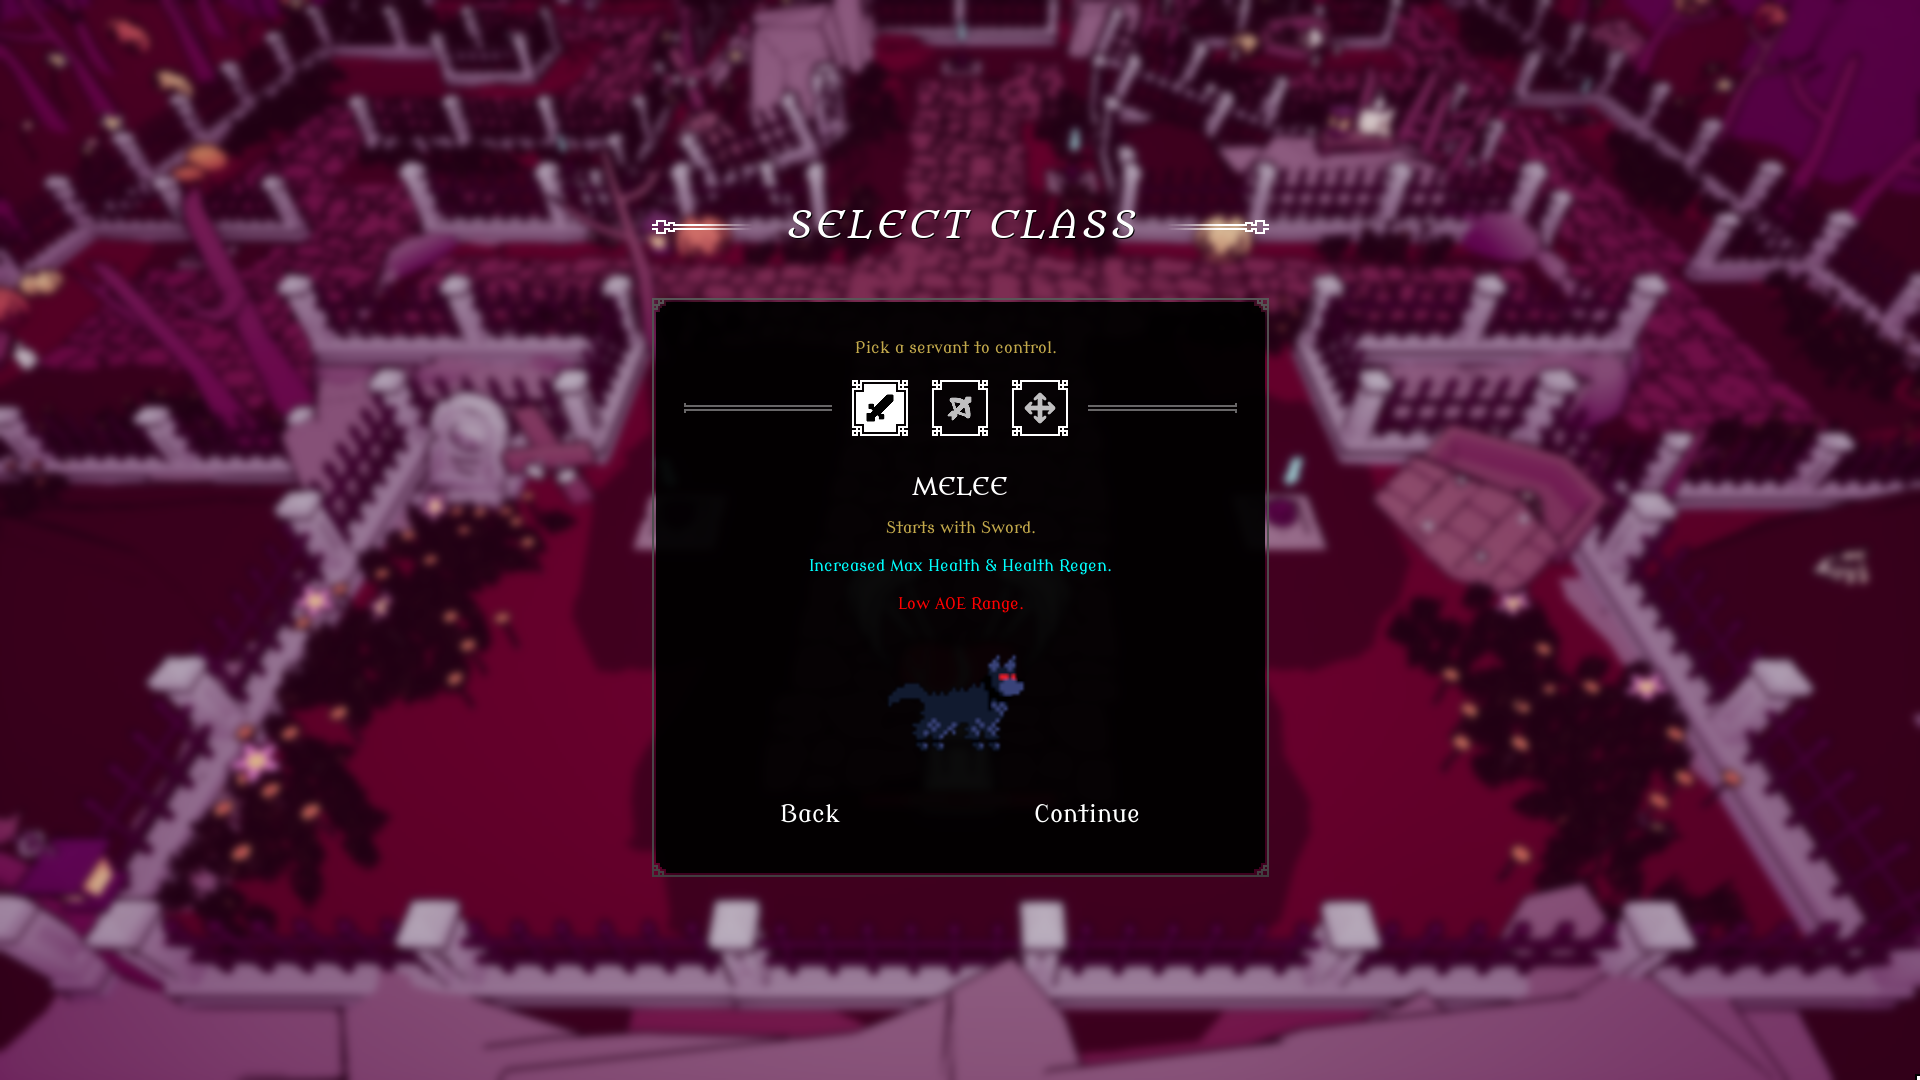 SELECT CLASS
Pick a servant to control.
MELEE
Starts with Sword.
Increased Max Health & Health Regen.
Low AOE Range.
Back
Continue